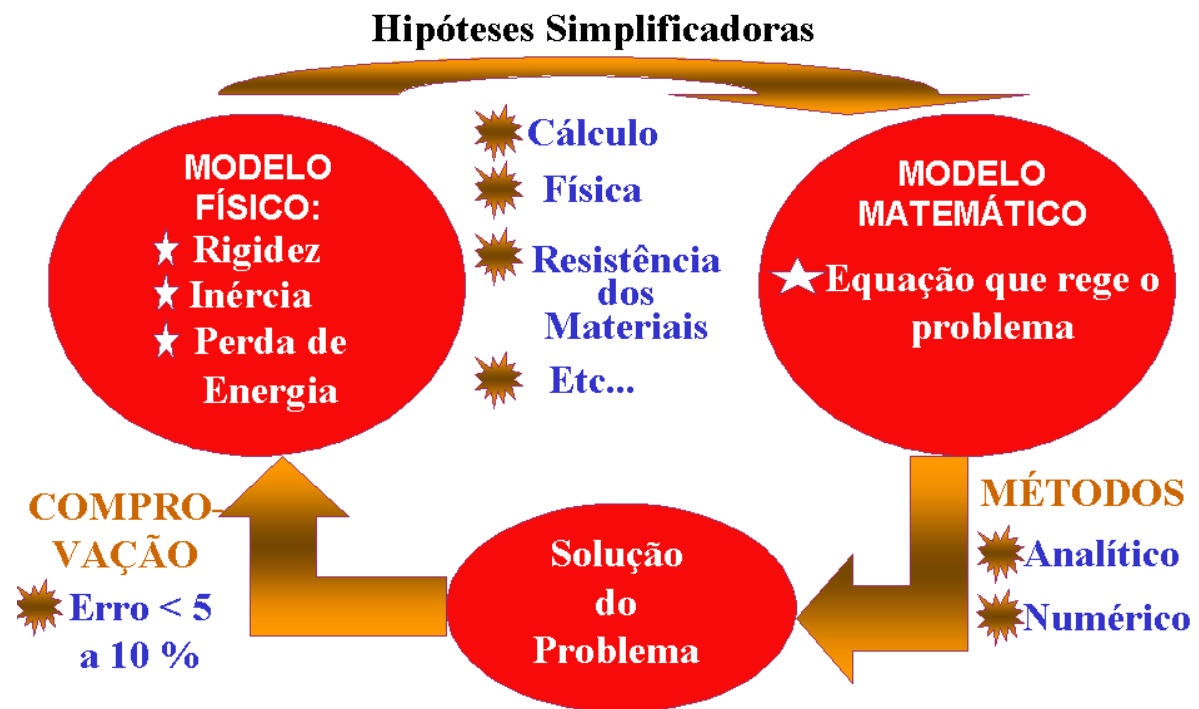 Hipóteses Simplificadoras
MODELO
FÍSICO:
Rigidez
Inércia
Perda de
Energia
Cálculo
Física
Resistência
dos
Materiais
Etc...
MODELO
MATEMÁTICO
Equação que rege o
problema
MÉTODOS
Analítico
Numérico
Solução
do
Problema
COMPRO-
VAÇÃO
Erro < 5
a 10 %